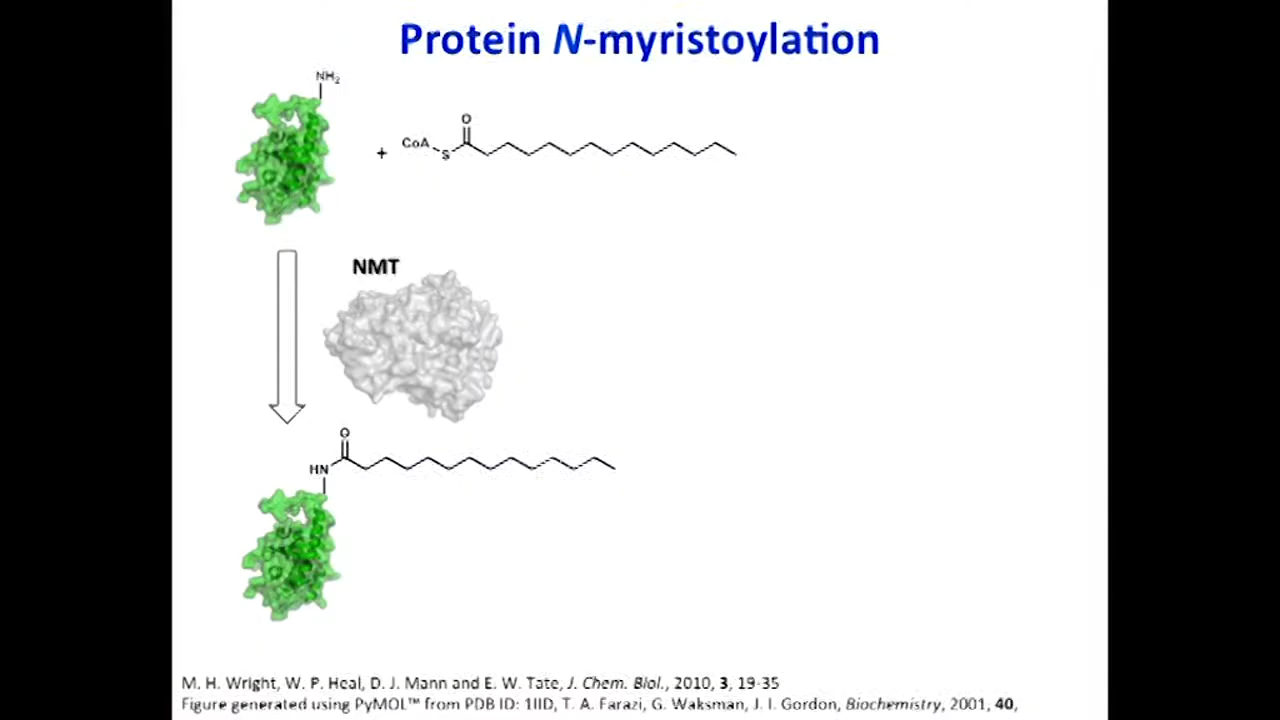 Protein N-myristoylation
NH₂
O
+ CoA S
NMT
O
HN
M. H. Wright, W. P. Heal, D. J. Mann and E. W. Tate, J. Chem. Biol., 2010, 3, 19-35
Figure generated using PyMOL™ from PDB ID: 1IID, T. A. Farazi, G. Waksman, J. I. Gordon, Biochemistry, 2001, 40,